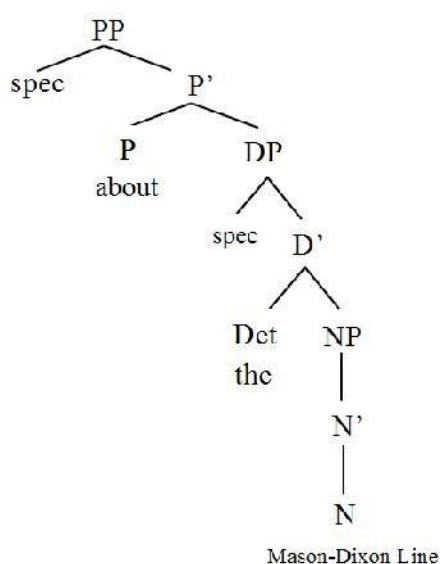 PP
spec
P’
P
DP
about
spec
D’
Det
NP
the
N’
N
Mason-Dixon Line